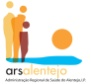 arsalentejo
Administração Regional de Saúde do Alentejo, I.P.